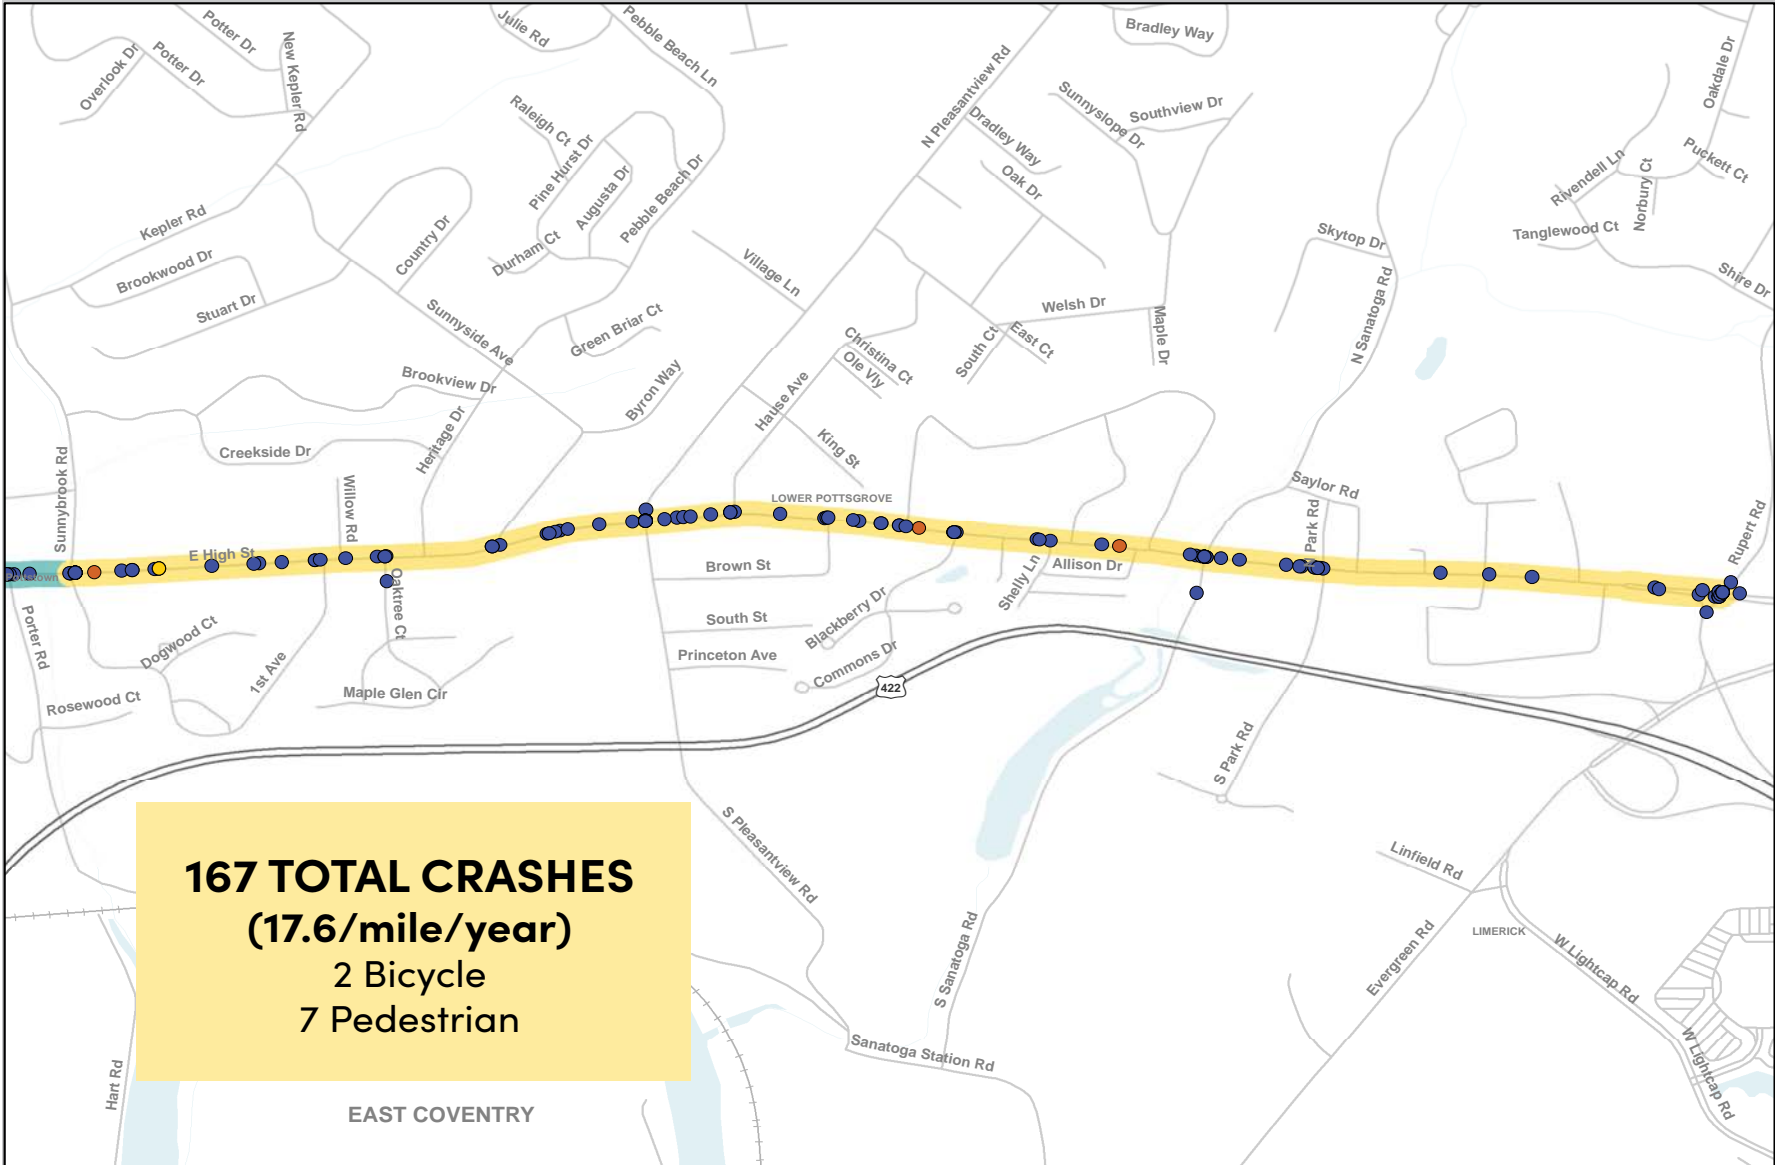 Potter Dr
Julie Rd
Pebble Beach Ln
Bradley Way
Overlook Dr
Potter Dr
New Kepler Rd
N Pleasantview Rd
Oakdale Dr
Raleigh Ct
Sunnyslope Dr
Southview Dr
Dradley Way
Pine Hurst Dr
Augusta Dr
Pebble Beach Dr
Oak Dr
Rivendell Ln
Norbury Ct
Puckett Ct
Kepler Rd
Country Dr
Durham Ct
Skytop Dr
Tanglewood Ct
Brookwood Dr
Village Ln
Shire Dr
Stuart Dr
Sunnyside Ave
Green Briar Ct
Welsh Dr
Maple Dr
N Sanatoga Rd
Christina Ct
Ole Vly
South Ct
East Ct
Brookview Dr
Byron Way
Hause Ave
Heritage Dr
King St
Creekside Dr
Sunnybrook Rd
Willow Rd
LOWER POTTSGROVE
Saylor Rd
N Park Rd
Rupert Rd
E High St
Brown St
Allison Dr
Shelly Ln
Oaktree Ct
Porter Rd
Dogwood Ct
South St
Blackberry Dr
1st Ave
Princeton Ave
Commons Dr
Rosewood Ct
Maple Glen Cir
422
S Park Rd
S Pleasantview Rd
Linfield Rd
167 TOTAL CRASHES
(17.6/mile/year)
2 Bicycle
7 Pedestrian
S Sanatoga Rd
Evergreen Rd
LIMERICK
W Lightcap Rd
Sanatoga Station Rd
W Lightcap Rd
Hart Rd
EAST COVENTRY